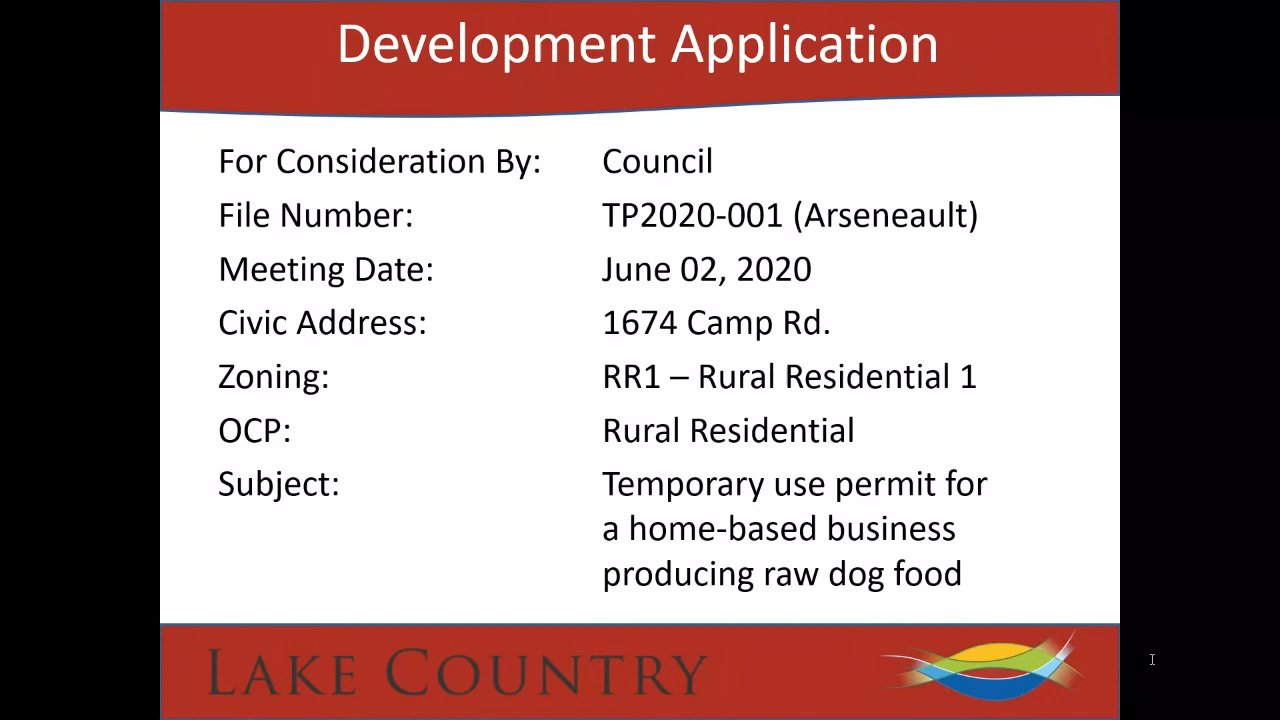 Development Application
For Consideration By: Council
File Number: TP2020-001 (Arseneault)
Meeting Date: June 02, 2020
Civic Address: 1674 Camp Rd.
Zoning: RR1 – Rural Residential 1
OCP: Rural Residential
Subject: Temporary use permit for
a home-based business
producing raw dog food
LAKE COUNTRY